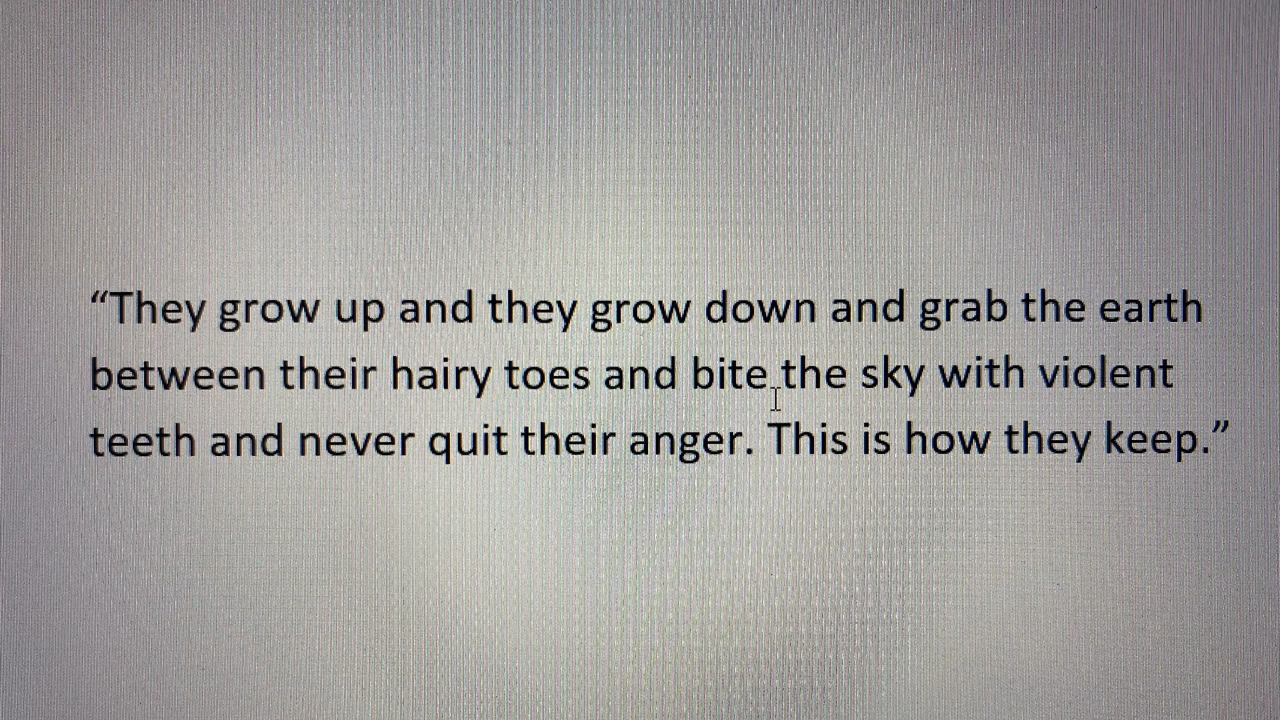 “They grow up and they grow down and grab the earth
between their hairy toes and bite the sky with violent
teeth and never quit their anger. This is how they keep.”